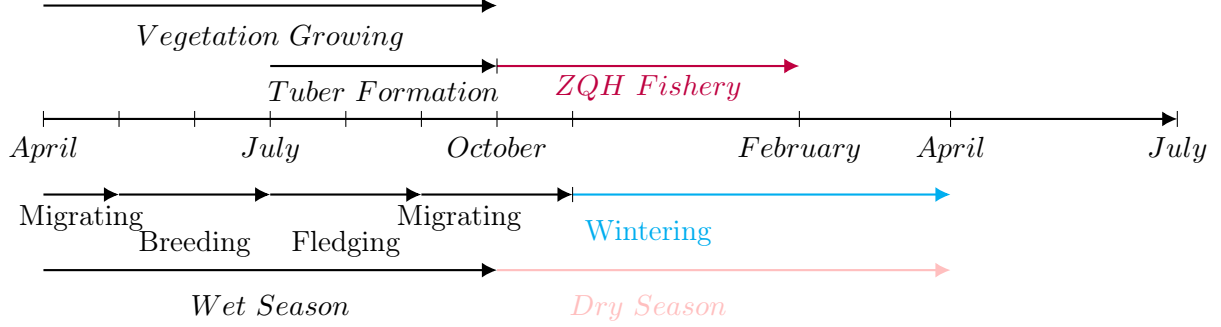 Vegetation Growing
Tuber Formation
ZQH Fishery
April July October February April July
Migrating
Breeding
Fledging
Migrating
Wintering
Wet Season
Dry Season